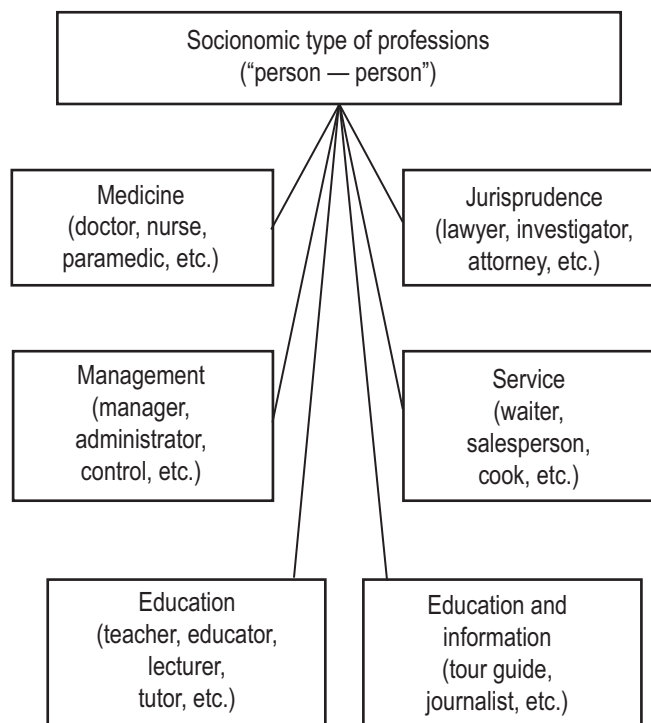 Socionomic type of professions
(“person — person”)
Medicine
(doctor, nurse,
paramedic, etc.)
Jurisprudence
(lawyer, investigator,
attorney, etc.)
Management
(manager,
administrator,
control, etc.)
Service
(waiter,
salesperson,
cook, etc.)
Education
(teacher, educator,
lecturer,
tutor, etc.)
Education and
information
(tour guide,
journalist, etc.)